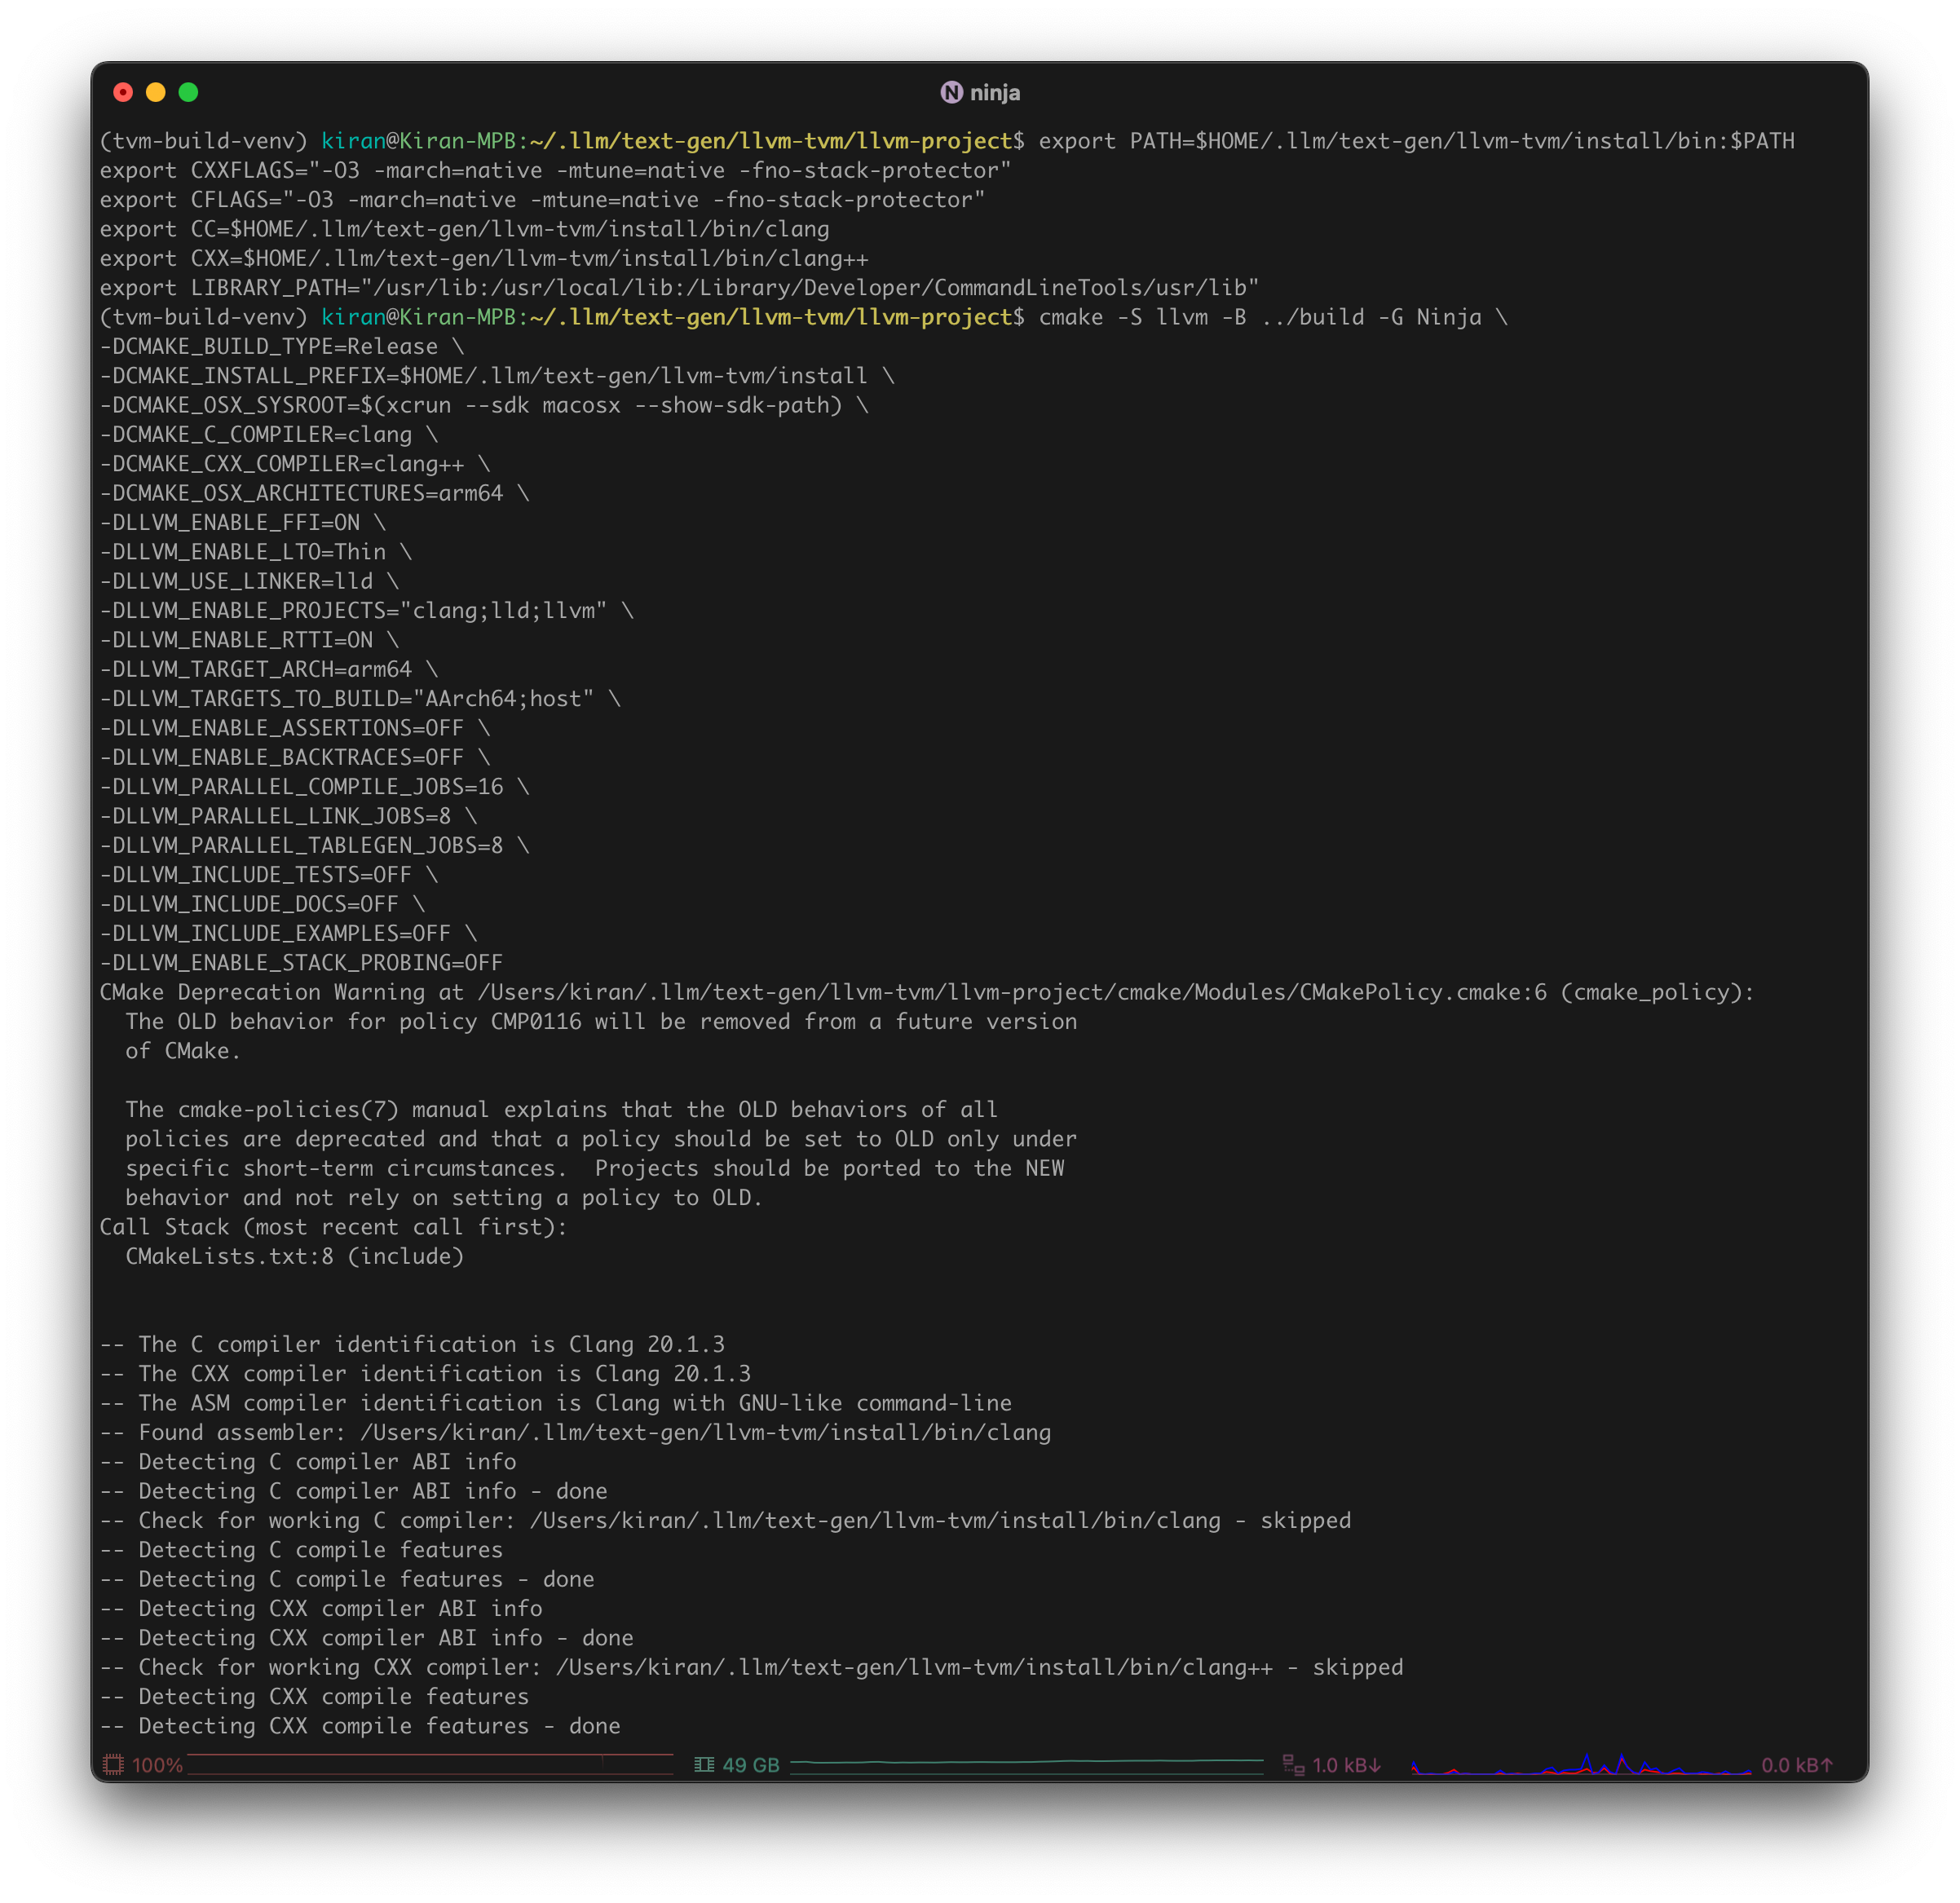 ninja
(tvm-build-venv) kiran@Kiran-MPB:~/.llm/text-gen/llvm-tvm/llvm-project$ export PATH=$HOME/.llm/text-gen/llvm-tvm/install/bin:$PATH
export CXXFLAGS="-O3 -march=native -mtune=native -fno-stack-protector"
export CFLAGS="-O3 -march=native -mtune=native -fno-stack-protector"
export CC=$HOME/.llm/text-gen/llvm-tvm/install/bin/clang
export CXX=$HOME/.llm/text-gen/llvm-tvm/install/bin/clang++
export LIBRARY_PATH="/usr/lib:/usr/local/lib:/Library/Developer/CommandLineTools/usr/lib"
(tvm-build-venv) kiran@Kiran-MPB:~/.llm/text-gen/llvm-tvm/llvm-project$ cmake -S llvm -B ../build -G Ninja \
-DCMAKE_BUILD_TYPE=Release \
-DCMAKE_INSTALL_PREFIX=$HOME/.llm/text-gen/llvm-tvm/install \
-DCMAKE_OSX_SYSROOT=$(xcrun --sdk macosx --show-sdk-path) \
-DCMAKE_C_COMPILER=clang \
-DCMAKE_CXX_COMPILER=clang++ \
-DCMAKE_OSX_ARCHITECTURES=arm64 \
-DLLVM_ENABLE_FFI=ON \
-DLLVM_ENABLE_LTO=Thin \
-DLLVM_USE_LINKER=lld \
-DLLVM_ENABLE_PROJECTS="clang;lld;llvm" \
-DLLVM_ENABLE_RTTI=ON \
-DLLVM_TARGET_ARCH=arm64 \
-DLLVM_TARGETS_TO_BUILD="AArch64;host" \
-DLLVM_ENABLE_ASSERTIONS=OFF \
-DLLVM_ENABLE_BACKTRACES=OFF \
-DLLVM_PARALLEL_COMPILE_JOBS=16 \
-DLLVM_PARALLEL_LINK_JOBS=8 \
-DLLVM_PARALLEL_TABLEGEN_JOBS=8 \
-DLLVM_INCLUDE_TESTS=OFF \
-DLLVM_INCLUDE_DOCS=OFF \
-DLLVM_INCLUDE_EXAMPLES=OFF \
-DLLVM_ENABLE_STACK_PROBING=OFF
CMake Deprecation Warning at /Users/kiran/.llm/text-gen/llvm-tvm/llvm-project/cmake/Modules/CMakePolicy.cmake:6 (cmake_policy):
  The OLD behavior for policy CMP0116 will be removed from a future version
  of CMake.

  The cmake-policies(7) manual explains that the OLD behaviors of all
  policies are deprecated and that a policy should be set to OLD only under
  specific short-term circumstances.  Projects should be ported to the NEW
  behavior and not rely on setting a policy to OLD.
Call Stack (most recent call first):
  CMakeLists.txt:8 (include)


-- The C compiler identification is Clang 20.1.3
-- The CXX compiler identification is Clang 20.1.3
-- The ASM compiler identification is Clang with GNU-like command-line
-- Found assembler: /Users/kiran/.llm/text-gen/llvm-tvm/install/bin/clang
-- Detecting C compiler ABI info
-- Detecting C compiler ABI info - done
-- Check for working C compiler: /Users/kiran/.llm/text-gen/llvm-tvm/install/bin/clang - skipped
-- Detecting C compile features
-- Detecting C compile features - done
-- Detecting CXX compiler ABI info
-- Detecting CXX compiler ABI info - done
-- Check for working CXX compiler: /Users/kiran/.llm/text-gen/llvm-tvm/install/bin/clang++ - skipped
-- Detecting CXX compile features
-- Detecting CXX compile features - done
100% 49 GB 1.0 kB↓ 0.0 kB↑